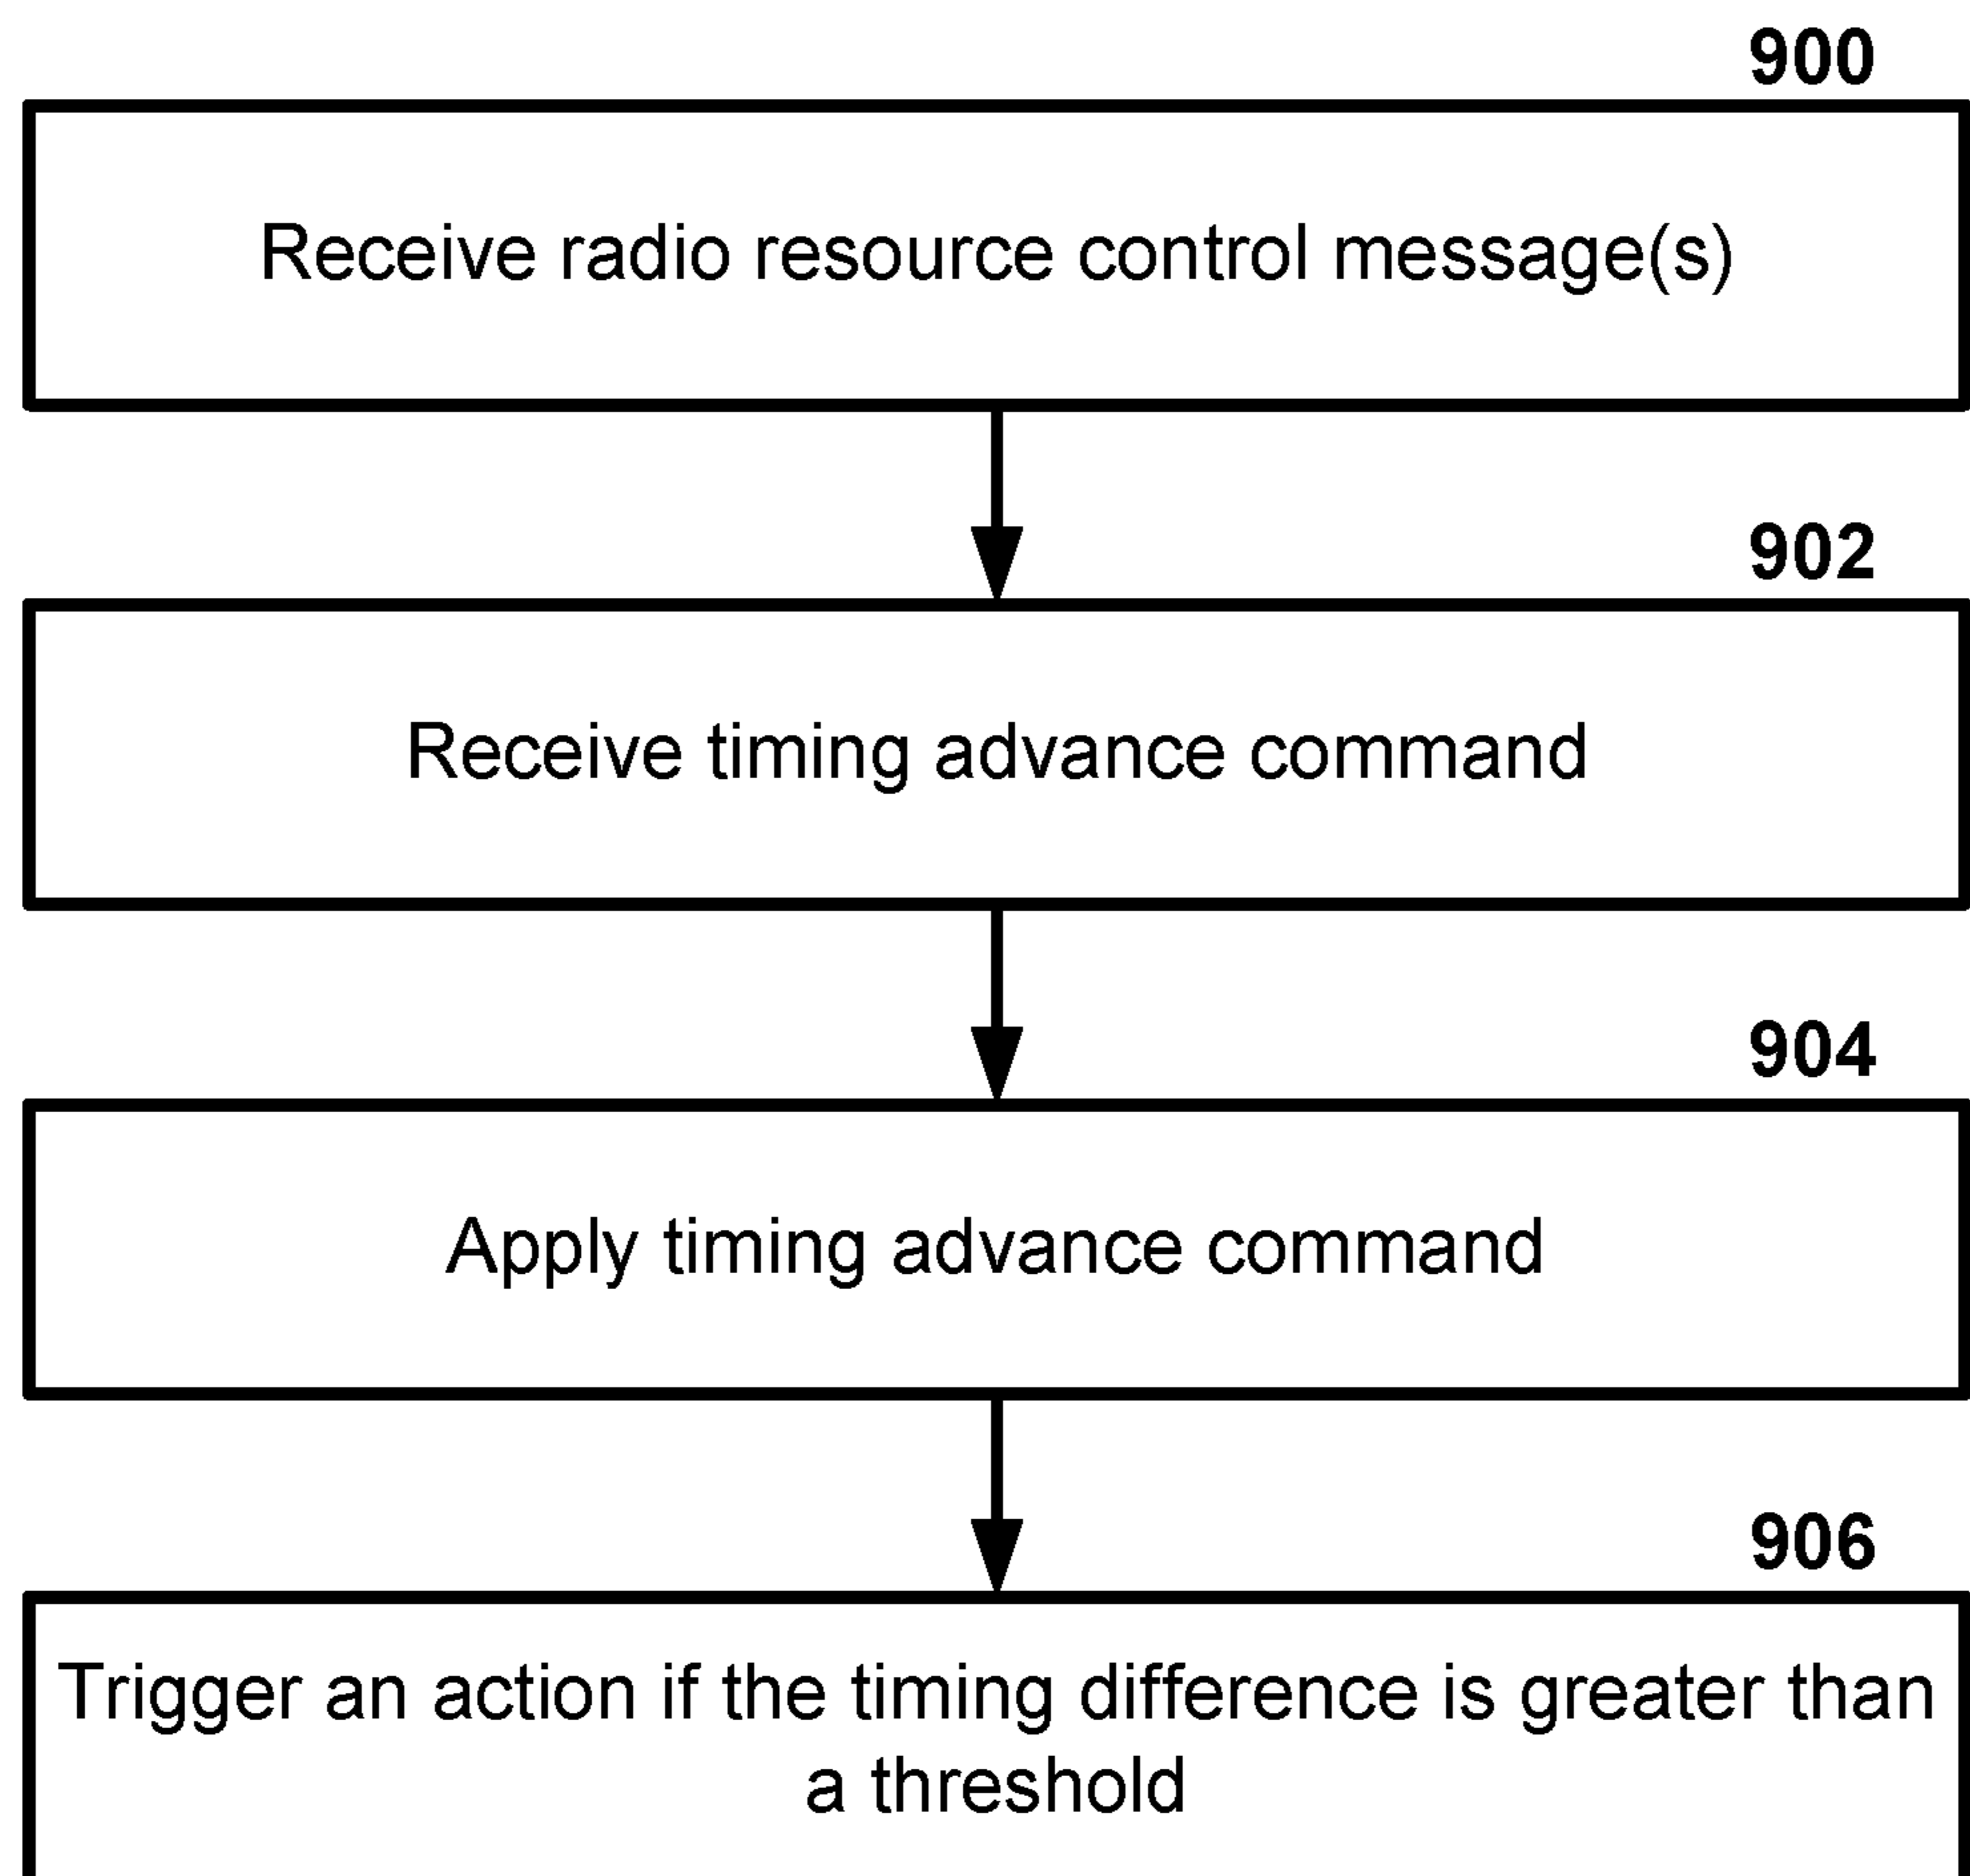 900
Receive radio resource control message(s)
902
Receive timing advance command
904
Apply timing advance command
906
Trigger an action if the timing difference is greater than
a threshold